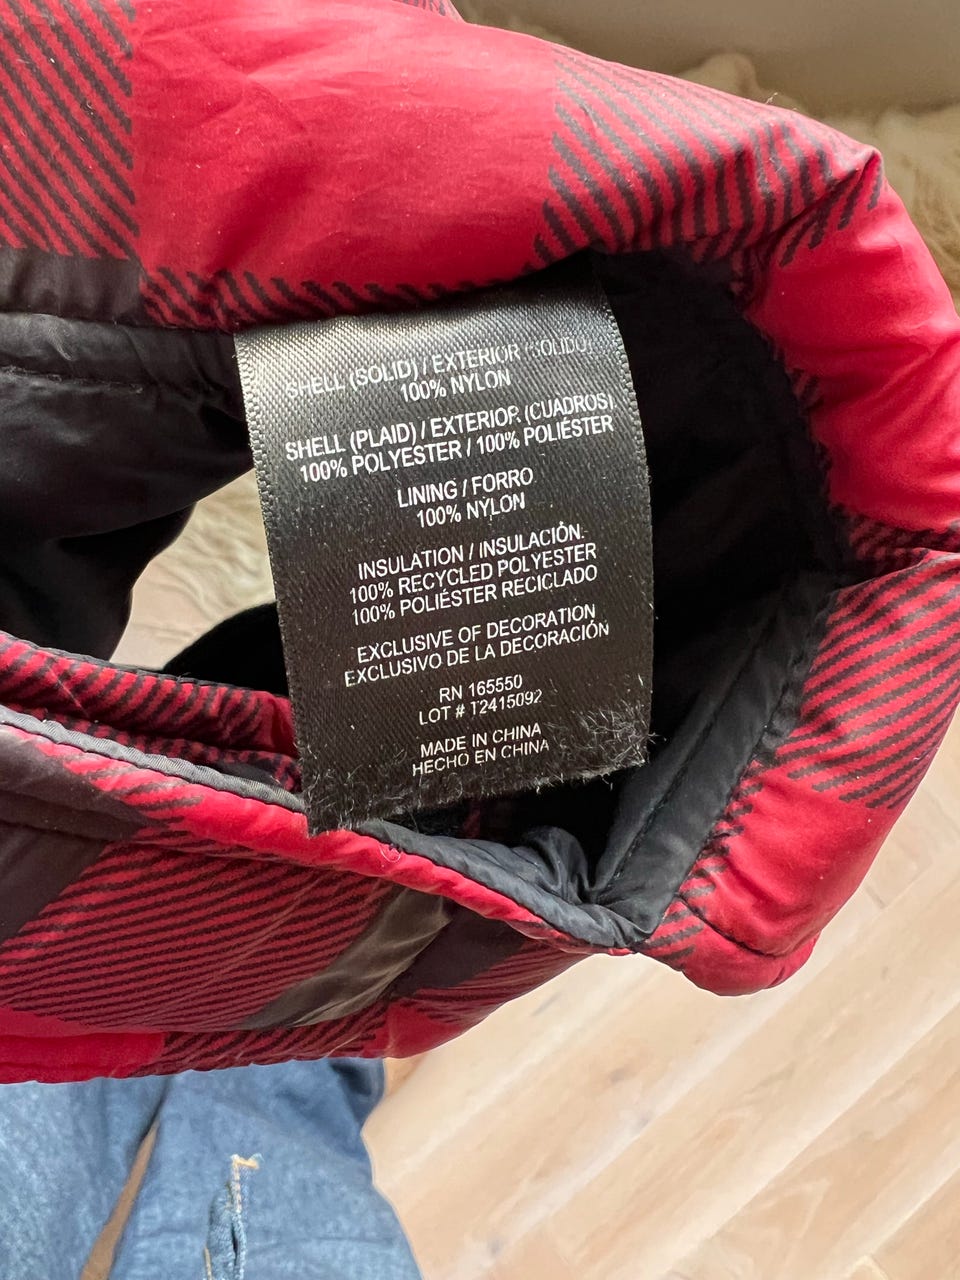 SHELL (SOLID) / EXTERIOR (SOLIDO)
100% NYLON
SHELL (PLAID) / EXTERIOR (CUADROS)
100% POLYESTER / 100% POLIÉSTER
LINING / FORRO
100% NYLON
INSULATION / INSULACIÓN
100% RECYCLED POLYESTER
100% POLIÉSTER RECICLADO
EXCLUSIVE OF DECORATION
EXCLUSIVO DE LA DECORACIÓN
RN 165550
LOT # T2415092
MADE IN CHINA
HECHO EN CHINA